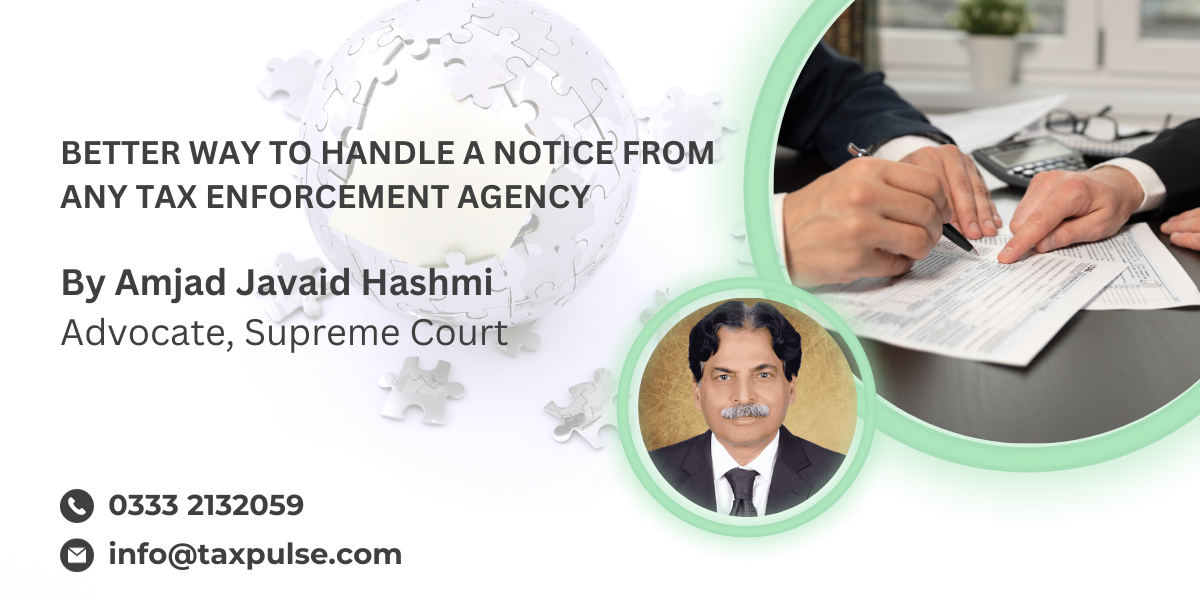 BETTER WAY TO HANDLE A NOTICE FROM
ANY TAX ENFORCEMENT AGENCY
By Amjad Javaid Hashmi
Advocate, Supreme Court
0333 2132059
info@taxpulse.com